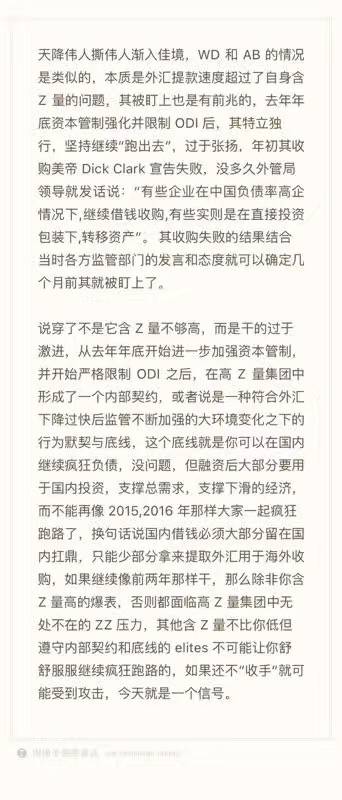 天降伟人撕伟人渐入佳境，WD 和 AB 的情况
是类似的，本质是外汇提款速度超过了自身含
Z 量的问题，其被盯上也是有前兆的，去年年
底资本管制强化并限制 ODI 后，其特立独
行，坚持继续“跑出去”，过于张扬，年初其收
购美帝 Dick Clark 宣告失败，没多久外管局
领导就发话说：“有些企业在中国负债率高企
情况下,继续借钱收购,有些实则是在直接投资
包装下,转移资产”。 其收购失败的结果结合
当时各方监管部门的发言和态度就可以确定几
个月前其就被盯上了。
说穿了不是它含 Z 量不够高，而是干的过于
激进，从去年年底开始进一步加强资本管制，
并开始严格限制 ODI 之后，在高 Z 量集团中
形成了一个内部契约，或者说是一种符合外汇
下降过快后监管不断加强的大环境变化之下的
行为默契与底线，这个底线就是你可以在国内
继续疯狂负债，没问题，但融资后大部分要用
于国内投资，支撑总需求，支撑下滑的经济，
而不能再像 2015,2016 年那样大家一起疯狂
跑路了，换句话说国内借钱必须大部分留在国
内扛鼎，只能少部分拿来提取外汇用于海外收
购，如果继续像前两年那样干，那么除非你含
Z 量高的爆表，否则都面临高 Z 量集团中无
处不在的 ZZ 压力，其他含 Z 量不比你低但
遵守内部契约和底线的 elites 不可能让你舒
舒服服继续疯狂跑路的，如果还不“收手”就可
能受到攻击，今天就是一个信号。